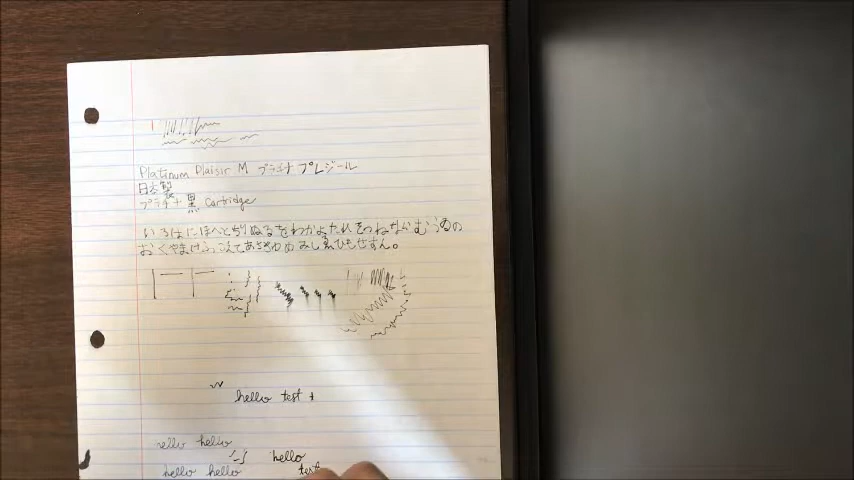 Platinum Plaisir M プラチナ プレジール
日本製
プラチナ 黒 Cartridge
いろはにほへとちりぬるをわかよたれそつねならむうゐの
おくやまけふこえてあさきゆめみしゑひもせすん。
hello test
hello hello
hello
hello hello
test